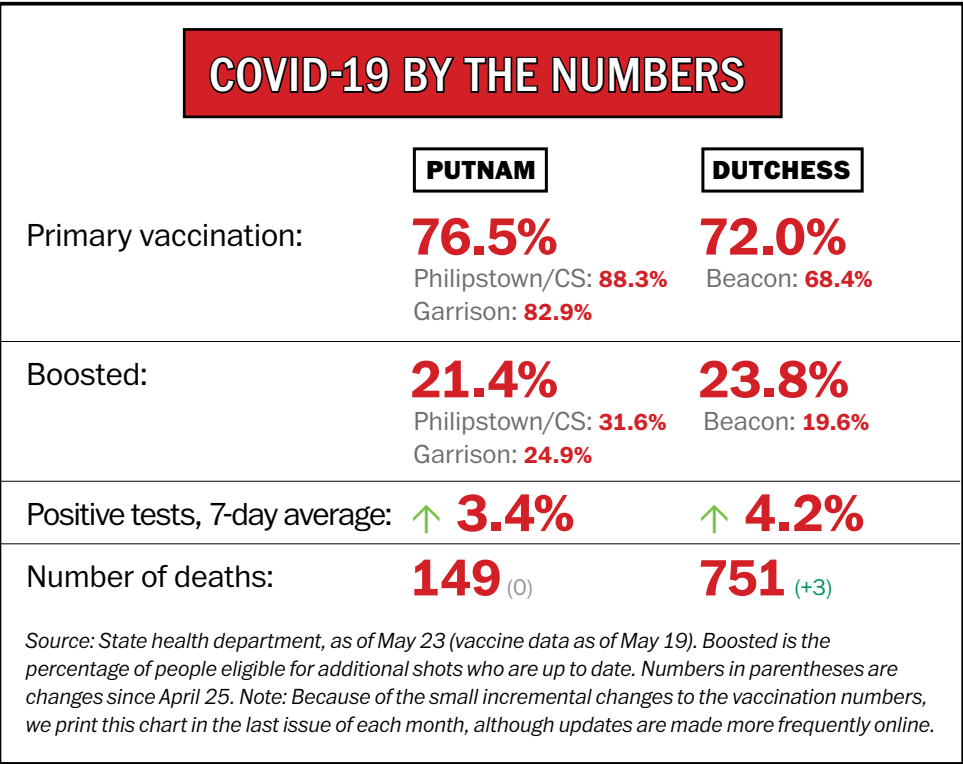 COVID-19 BY THE NUMBERS
PUTNAM DUTCHESS
Primary vaccination: 76.5% 72.0%
Philipstown/CS: 88.3% Beacon: 68.4%
Garrison: 82.9%
Boosted: 21.4% 23.8%
Philipstown/CS: 31.6% Beacon: 19.6%
Garrison: 24.9%
Positive tests, 7-day average: ↑ 3.4% ↑ 4.2%
Number of deaths: 149 (0) 751 (+3)
Source: State health department, as of May 23 (vaccine data as of May 19). Boosted is the
percentage of people eligible for additional shots who are up to date. Numbers in parentheses are
changes since April 25. Note: Because of the small incremental changes to the vaccination numbers,
we print this chart in the last issue of each month, although updates are made more frequently online.